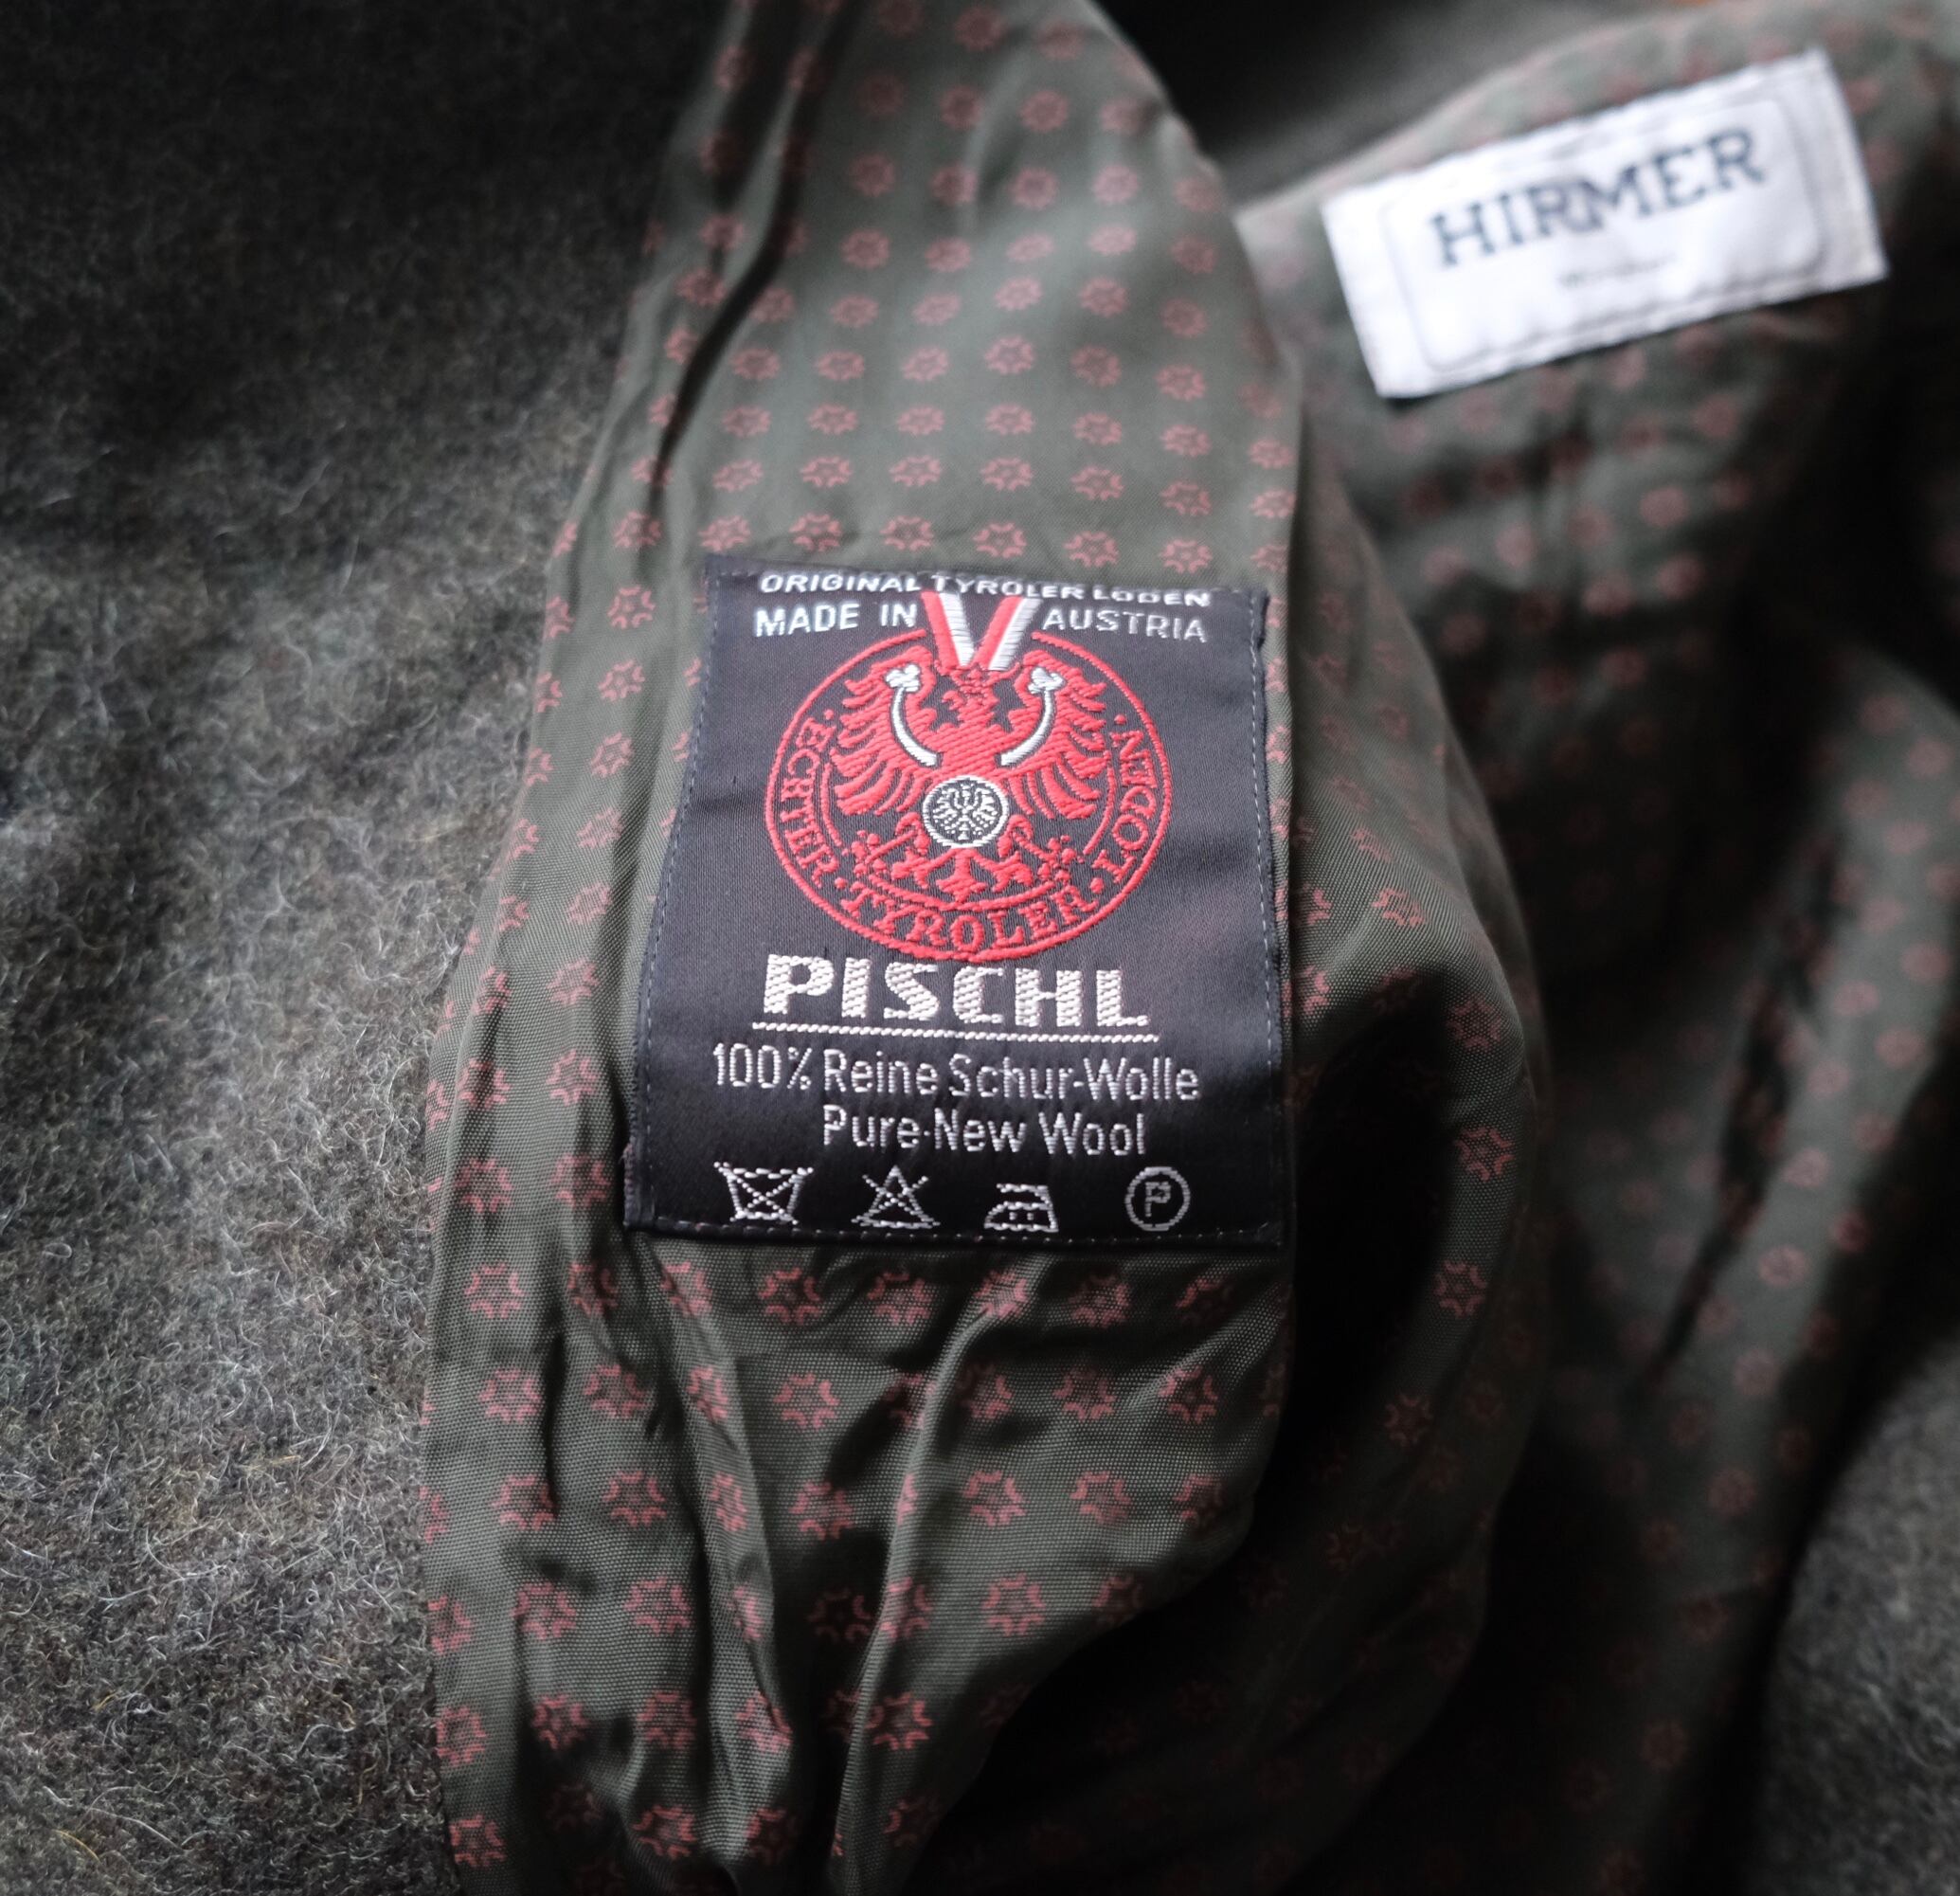 HIRMER
ORIGINAL TYROLER LODEN
MADE IN AUSTRIA
·ECHTER·TYROLER·LODEN·
PISCHL
100% Reine Schur-Wolle
Pure-New Wool
P